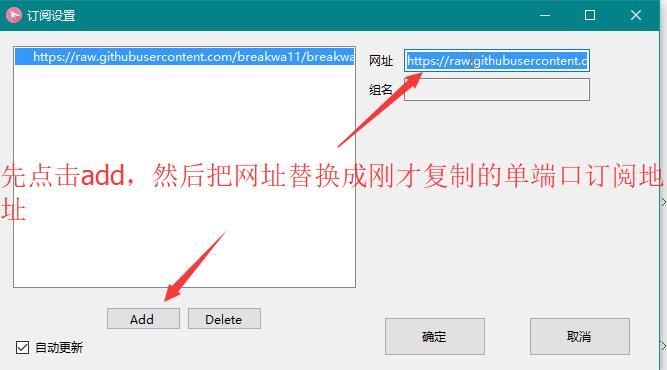 订阅设置
https://raw.githubusercontent.com/breakwa11/breakwa
网址
https://raw.githubusercontent.c
组名
先点击add，然后把网址替换成刚才复制的单端口订阅地
址
Add
Delete
自动更新
确定
取消